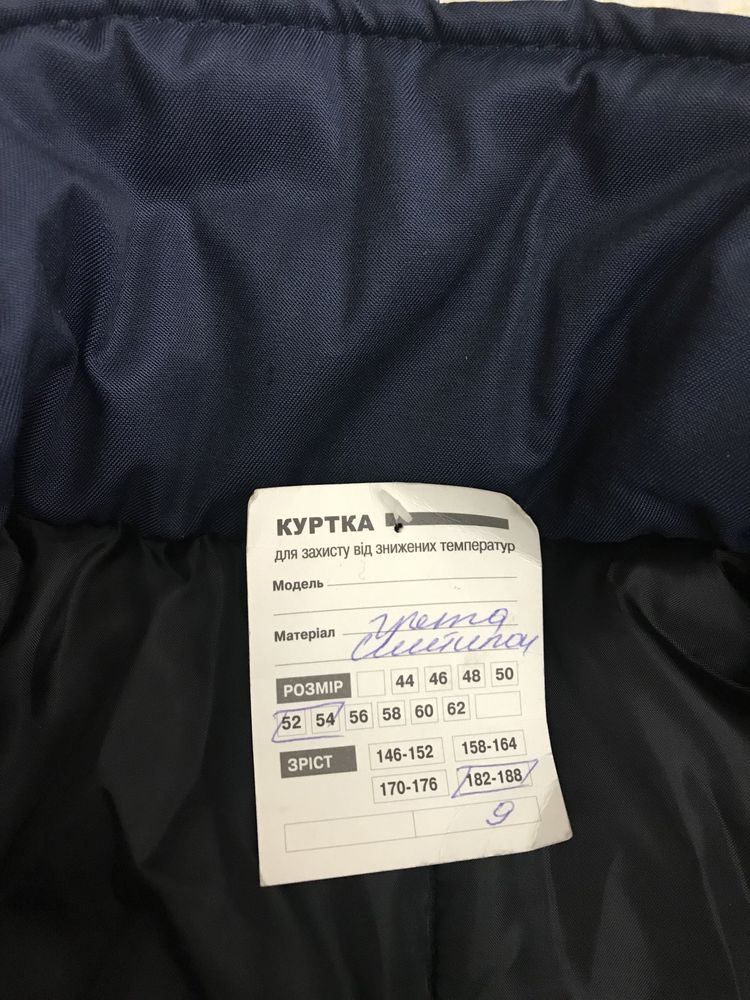 КУРТКА
для захисту від знижених температур
Модель
Матеріал грета
синтипон
РОЗМІР 44 46 48 50
52 54 56 58 60 62
ЗРІСТ 146-152 158-164
170-176 182-188
9